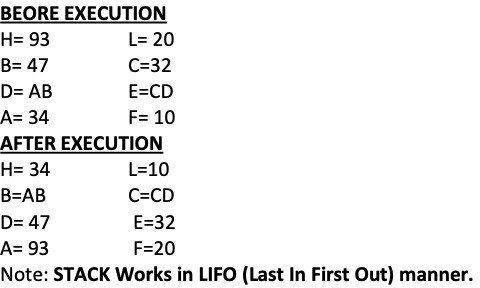 BEORE EXECUTION
H= 93 L= 20
B= 47 C=32
D= AB E=CD
A= 34 F= 10
AFTER EXECUTION
H= 34 L=10
B=AB C=CD
D= 47 E=32
A= 93 F=20
Note: STACK Works in LIFO (Last In First Out) manner.